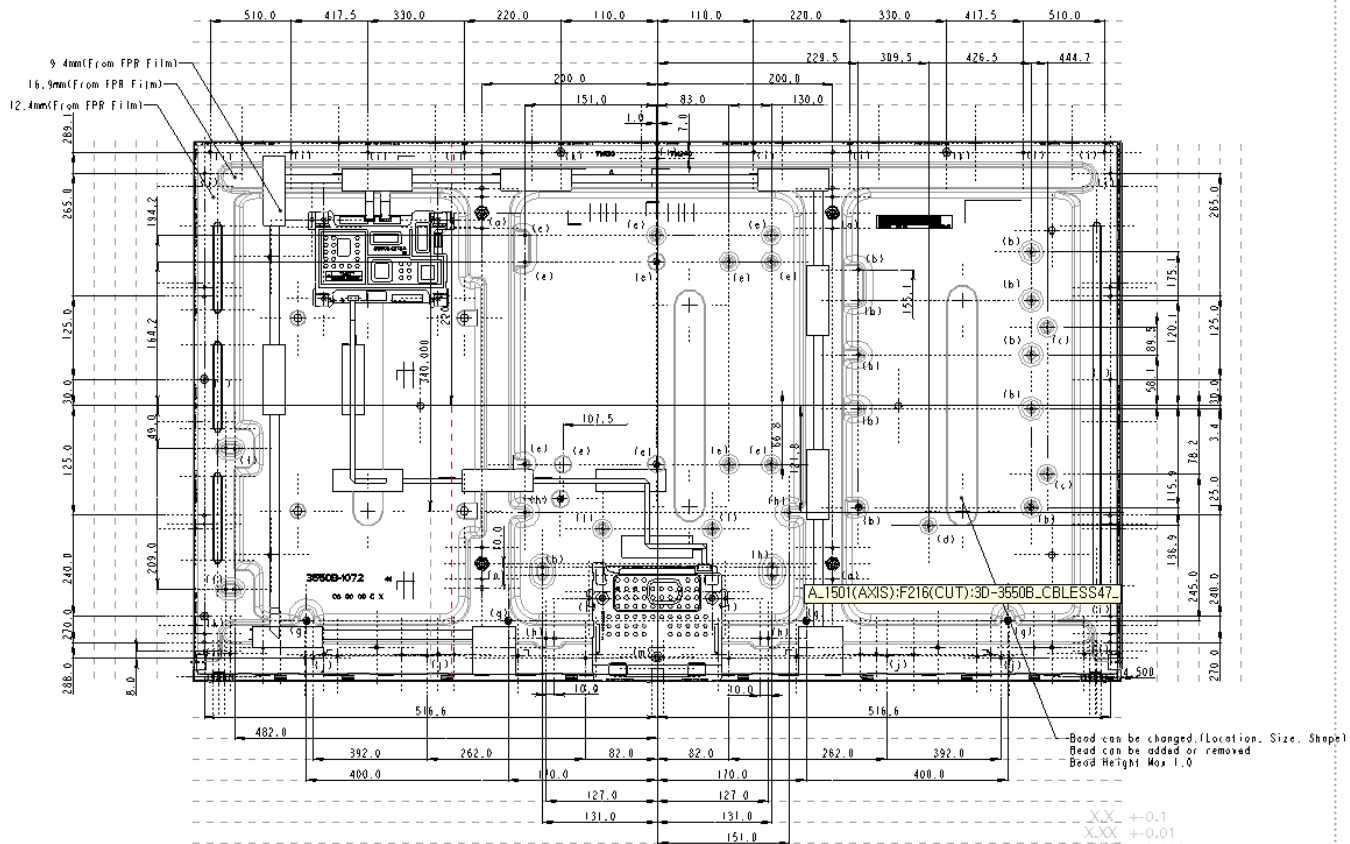 510.0 417.5 330.0 220.0 110.0 110.0 220.0 330.0 417.5 510.0
229.5 309.5 426.5 444.7
9.4mm(From FPR Film)
16.9mm(From FPR Film)
12.4mm(From FPR Film)
200.0 200.0
151.0 83.0 130.0
1.0 7.0
289.1
265.0 194.2 265.0
(a) (a)
(e) (e) (e) (e) (e) (e)
(b) (b) (b) (b) (b) (b) (b) (b) (b) (b)
(c) (c)
(d)
155.1 175.1
125.0 164.2 220 340.000 89.5 120.1 125.0
58.1
30.0 30.0
49.0 107.5 66.8 121.8 3.4
78.2
125.0 115.9 125.0
136.9
209.0
240.0 245.0 240.0
3550B-1072
A_1501(AXIS):F216(CUT):3D-3550B_CBLESS47_
(g) (g) (g) (g)
(h) (h) (h) (h)
(m)
(j) (j) (j) (j)
270.0 270.0
288.0 8.0
10.0 10.0
516.6 516.6
482.0
392.0 262.0 82.0 82.0 262.0 392.0
400.0 170.0 170.0 400.0
127.0 127.0
131.0 131.0
151.0
Bead can be changed.(Location, Size, Shape)
Bead can be added or removed
Bead Height Max 1.0
X.X +-0.1
X.XX +-0.01